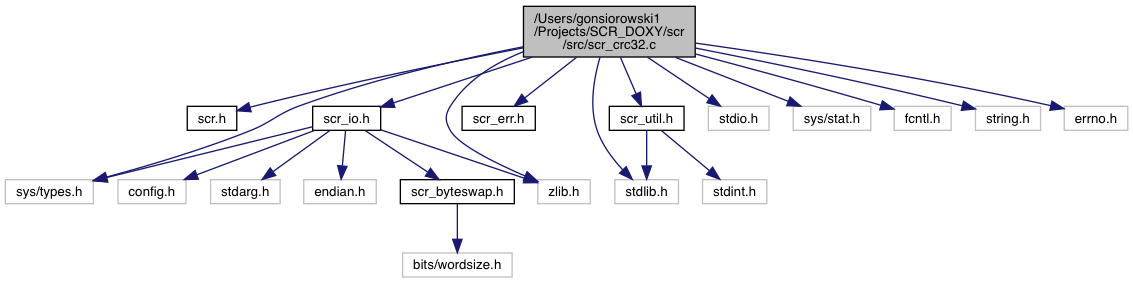 /Users/gonsiorowski1
/Projects/SCR_DOXY/scr
/src/scr_crc32.c
scr.h
scr_io.h
scr_err.h
scr_util.h
stdio.h
sys/stat.h
fcntl.h
string.h
errno.h
sys/types.h
config.h
stdarg.h
endian.h
scr_byteswap.h
zlib.h
stdlib.h
stdint.h
bits/wordsize.h